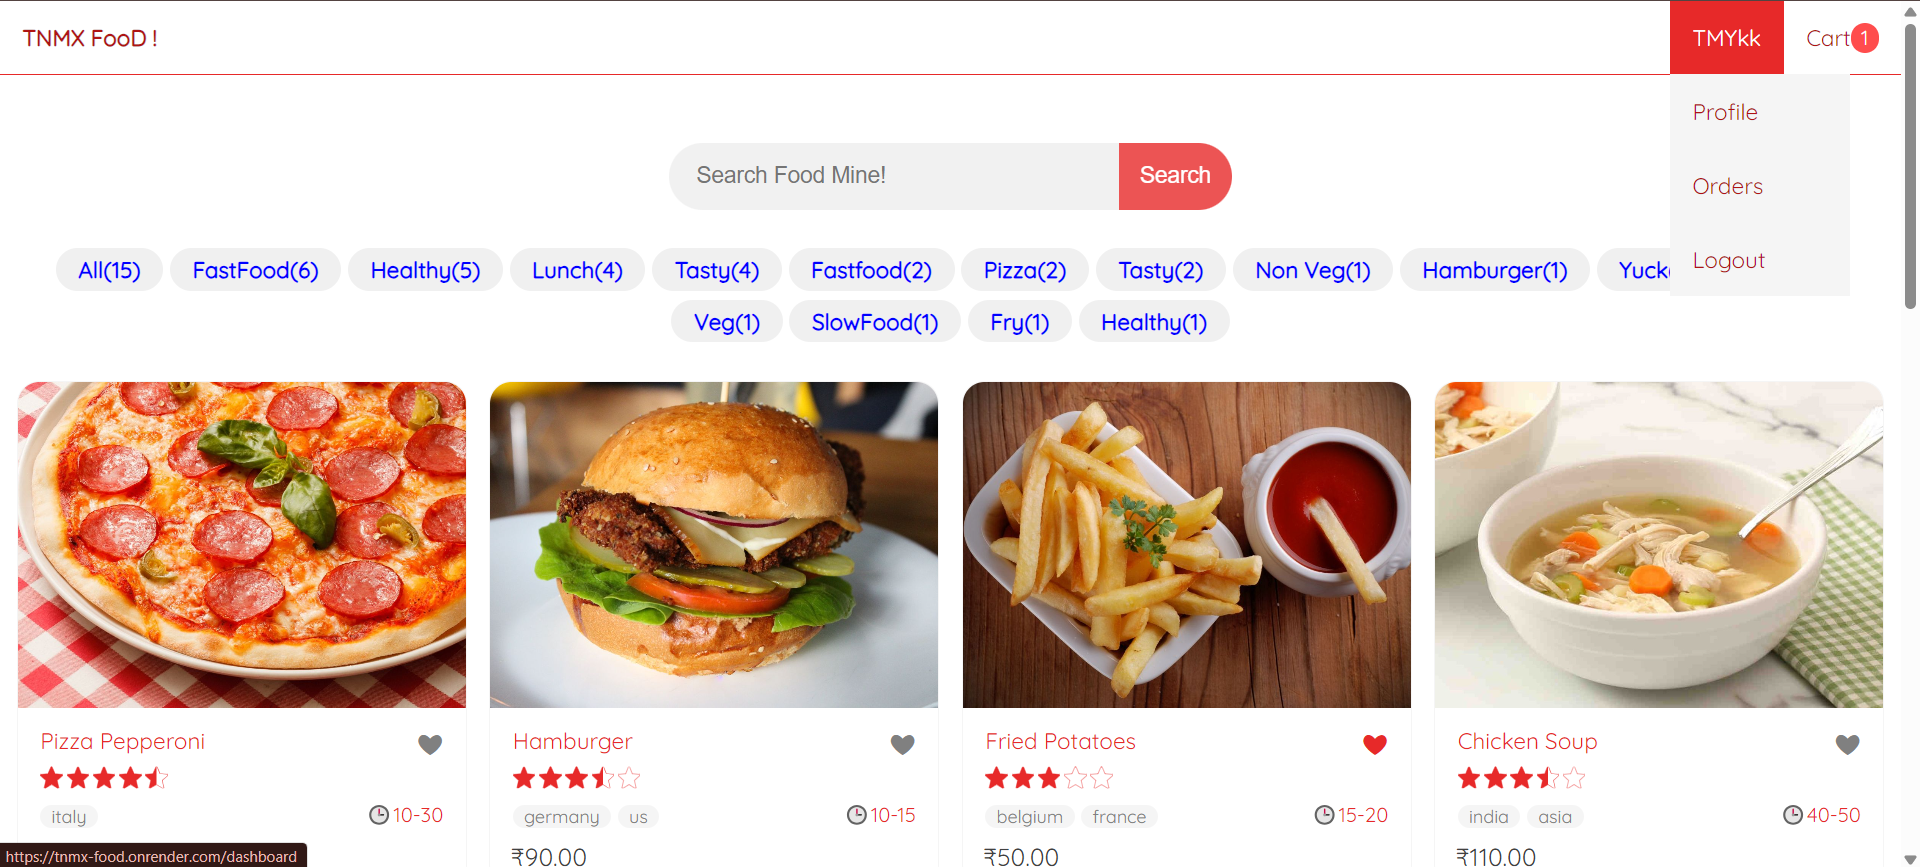 TNMX FooD !
TMYkk
Cart 1
Profile
Orders
Logout
Search Food Mine!
Search
All(15) FastFood(6) Healthy(5) Lunch(4) Tasty(4) Fastfood(2) Pizza(2) Tasty(2) Non Veg(1) Hamburger(1)
Veg(1) SlowFood(1) Fry(1) Healthy(1)
Pizza Pepperoni
italy
10-30
Hamburger
germany us
10-15
₹90.00
Fried Potatoes
belgium france
15-20
₹50.00
Chicken Soup
india asia
40-50
₹110.00
https://tnmx-food.onrender.com/dashboard